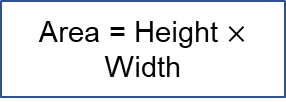 Area = Height ×
Width